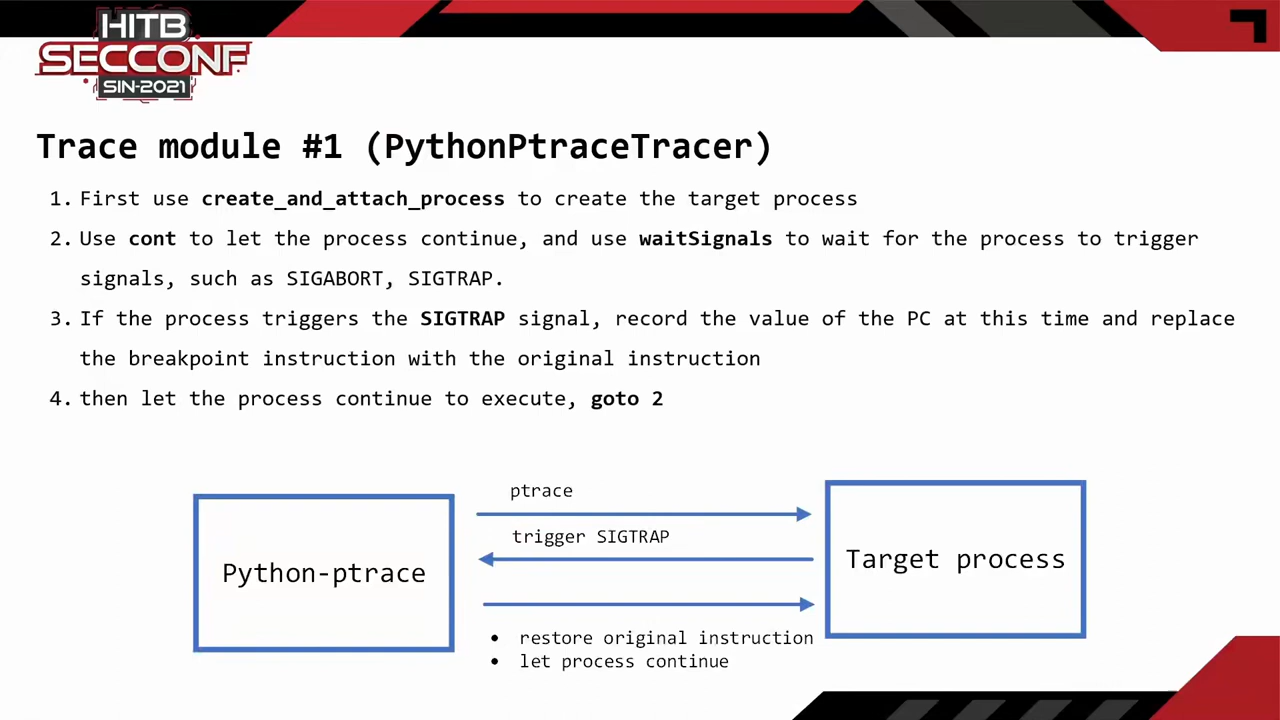 HITB
SECCONF
SIN-2021
Trace module #1 (PythonPtraceTracer)
1. First use create_and_attach_process to create the target process
2. Use cont to let the process continue, and use waitSignals to wait for the process to trigger
signals, such as SIGABORT, SIGTRAP.
3. If the process triggers the SIGTRAP signal, record the value of the PC at this time and replace
the breakpoint instruction with the original instruction
4. then let the process continue to execute, goto 2
ptrace
trigger SIGTRAP
Python-ptrace
Target process
• restore original instruction
• let process continue